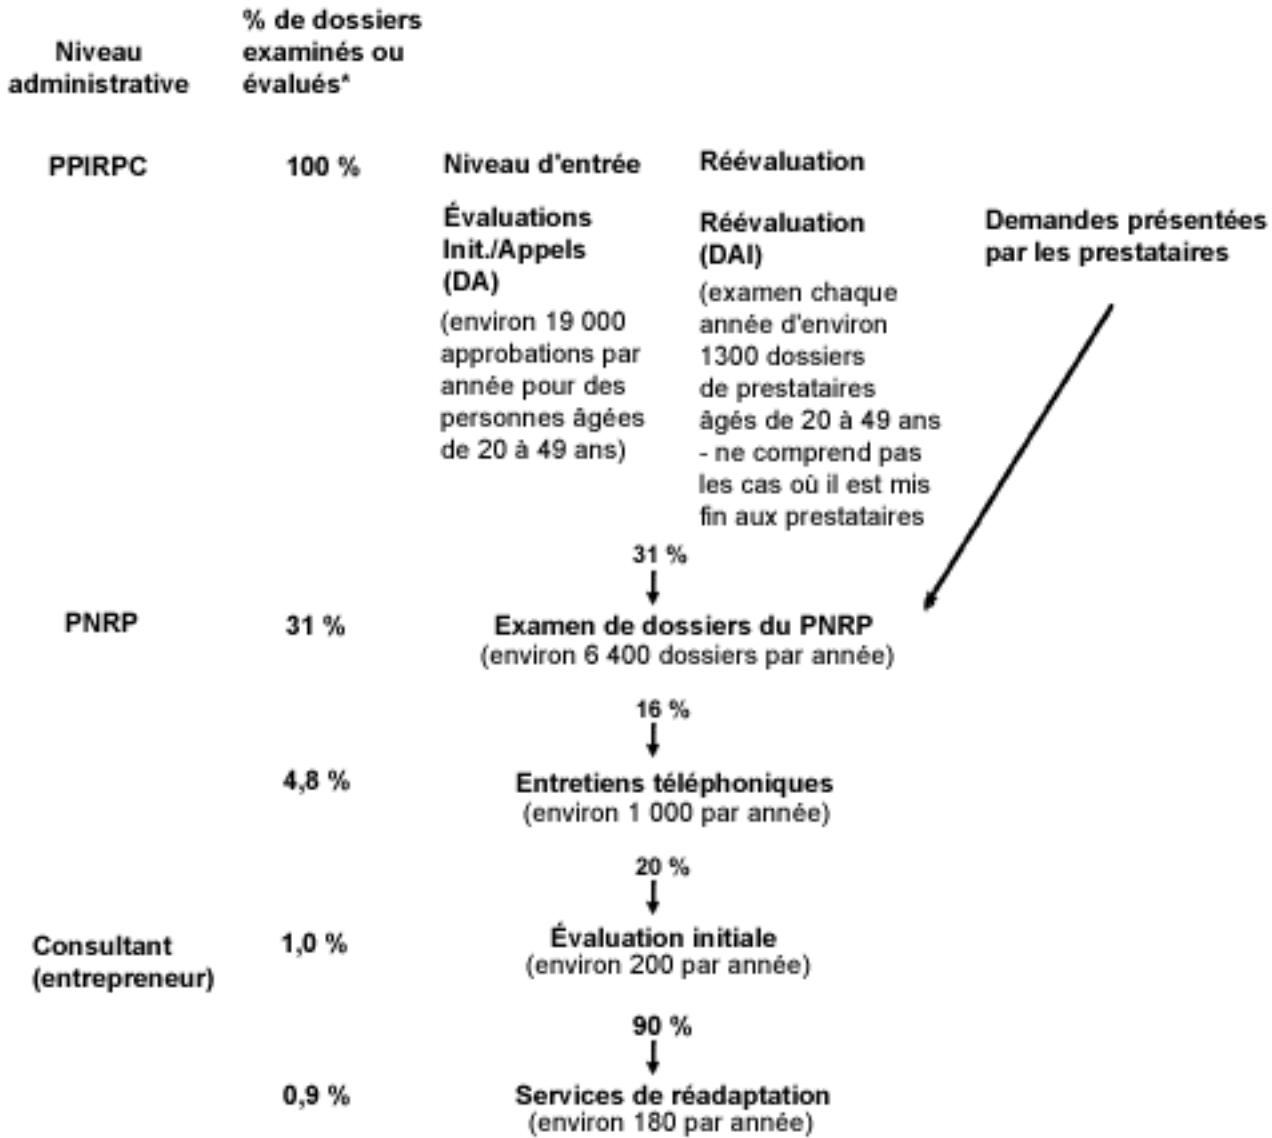 Niveau
administrative
% de dossiers
examinés ou
évalués*
PPIRPC
100 %
Niveau d'entrée
Évaluations
Init./Appels
(DA)
(environ 19 000
approbations par
année pour des
personnes âgées
de 20 à 49 ans)
Réévaluation
Réévaluation
(DAI)
(examen chaque
année d'environ
1300 dossiers
de prestataires
âgés de 20 à 49 ans
- ne comprend pas
les cas où il est mis
fin aux prestataires
Demandes présentées
par les prestataires
31 %
PNRP
31 %
Examen de dossiers du PNRP
(environ 6 400 dossiers par année)
16 %
4,8 %
Entretiens téléphoniques
(environ 1 000 par année)
20 %
Consultant
(entrepreneur)
1,0 %
Évaluation initiale
(environ 200 par année)
90 %
0,9 %
Services de réadaptation
(environ 180 par année)